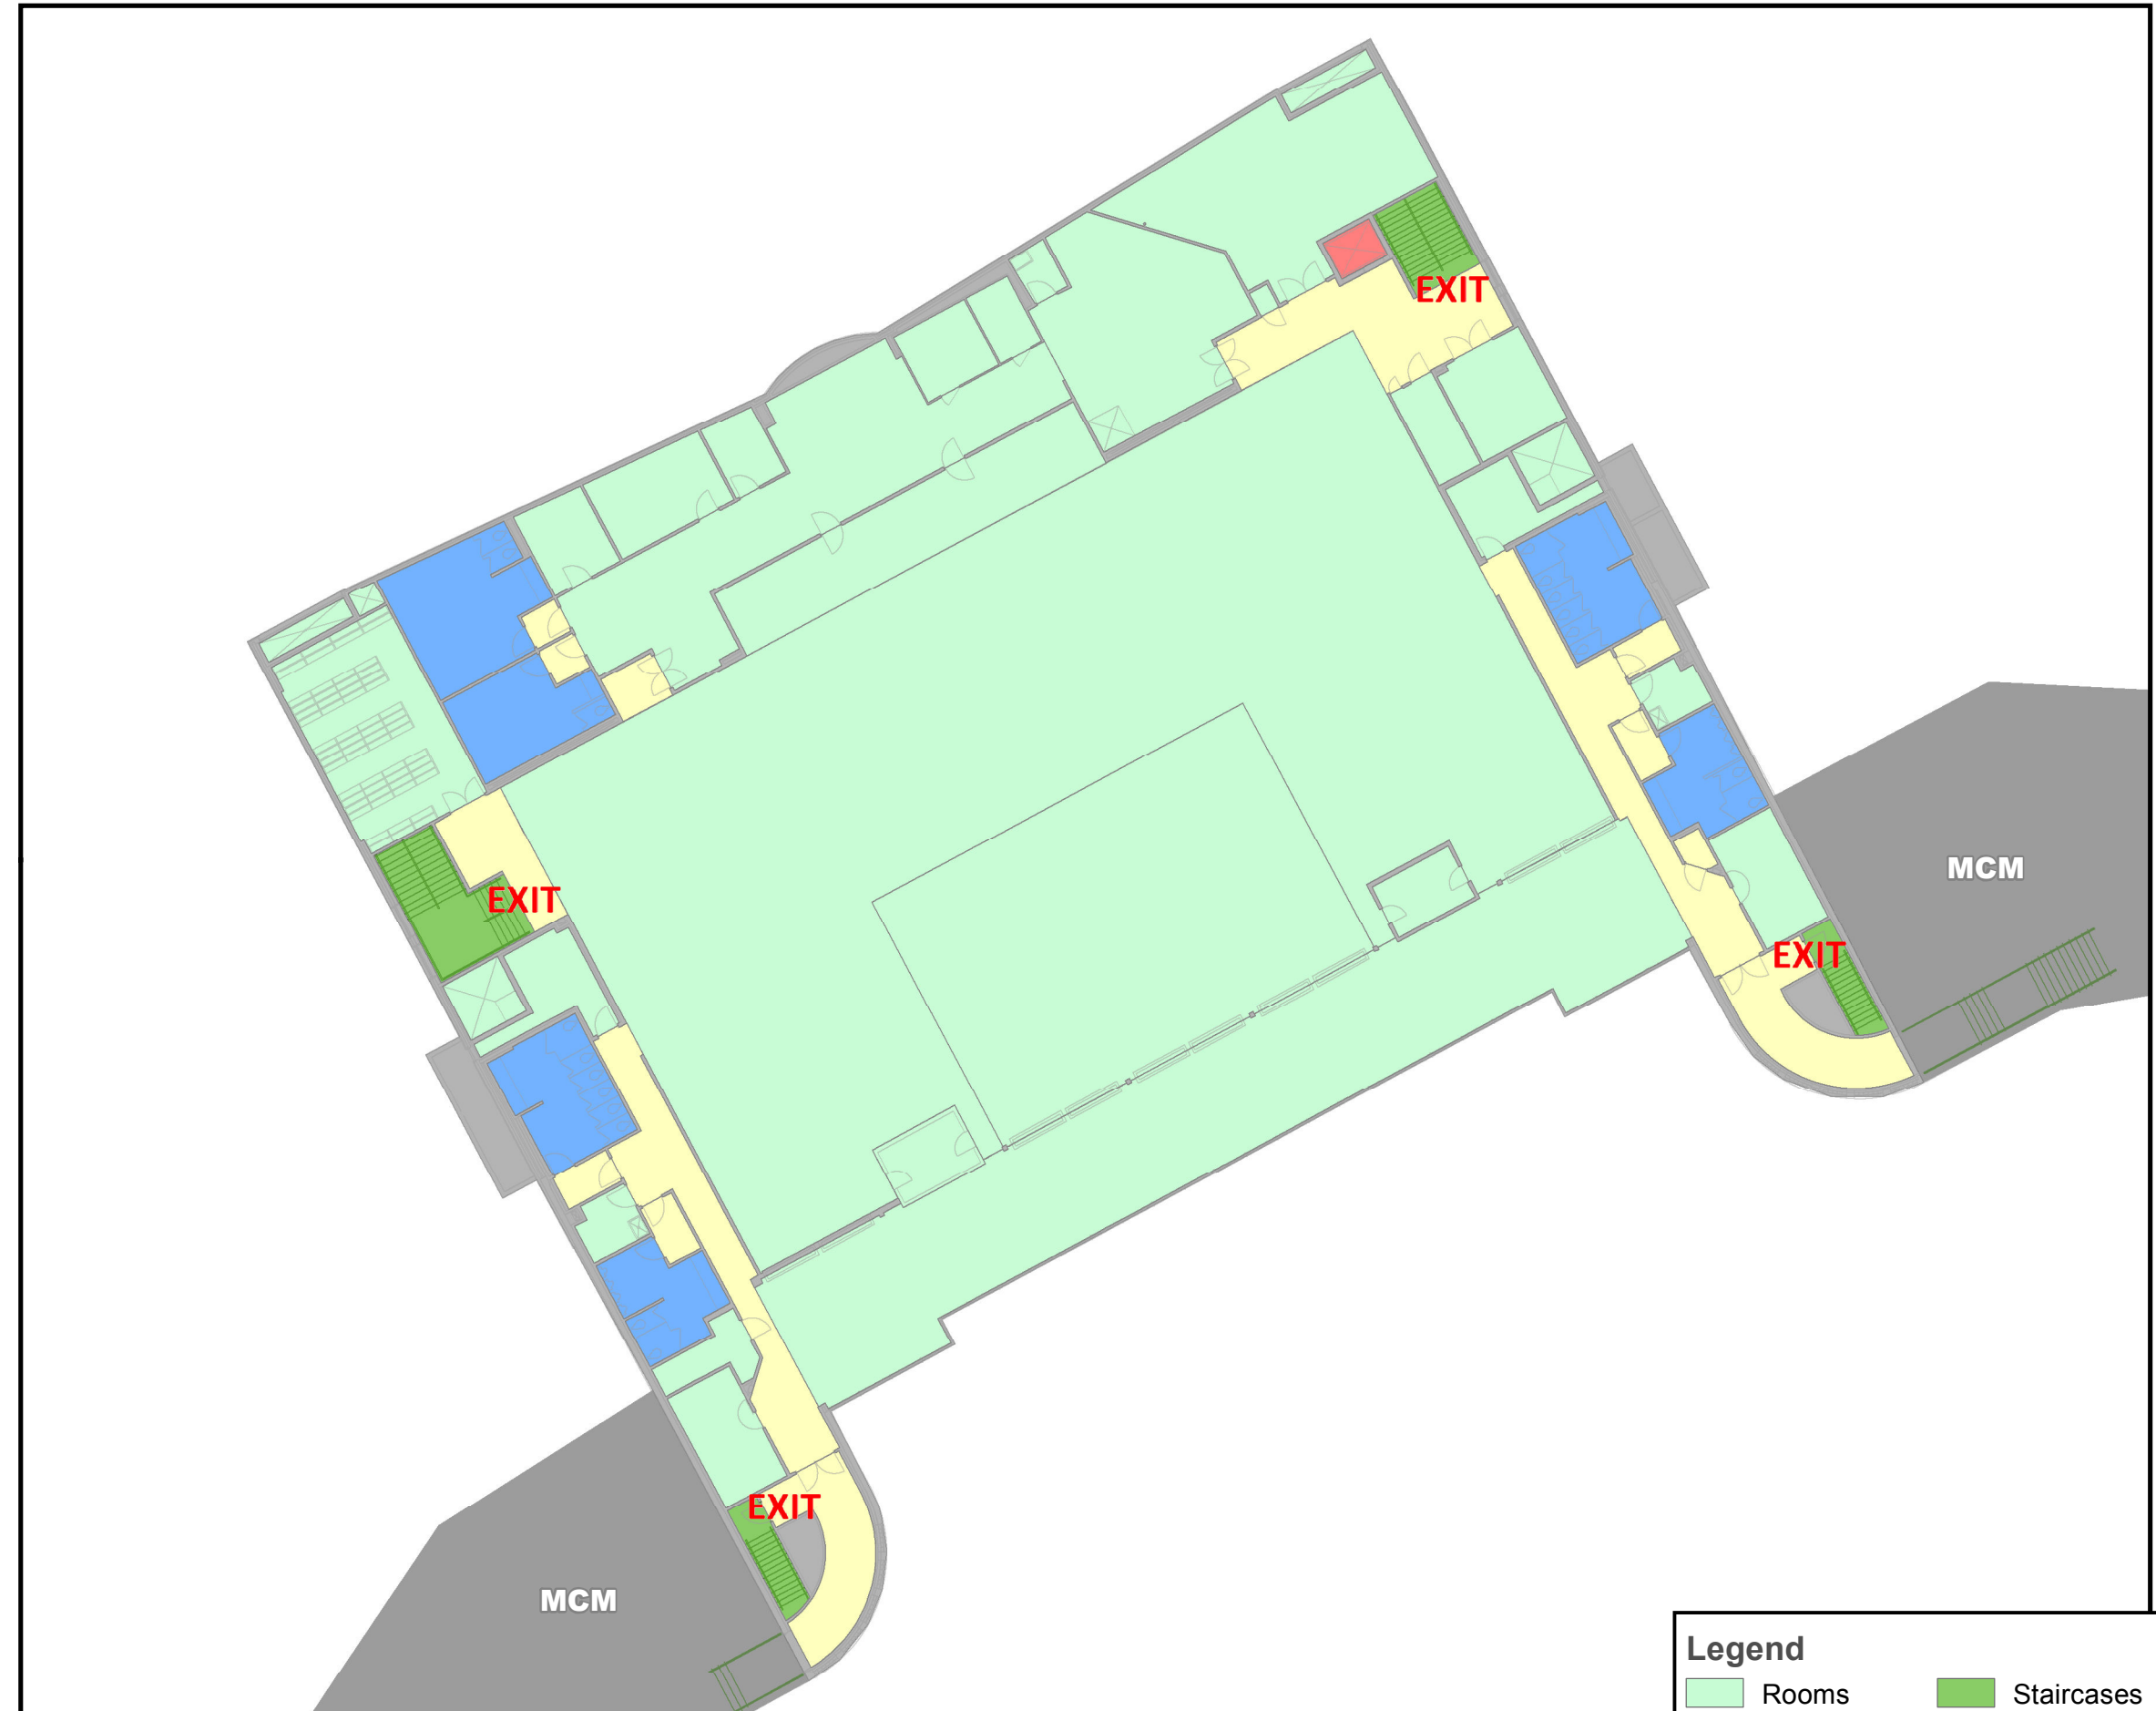 EXIT
MCM
EXIT
EXIT
EXIT
MCM
Legend
Rooms
Staircases